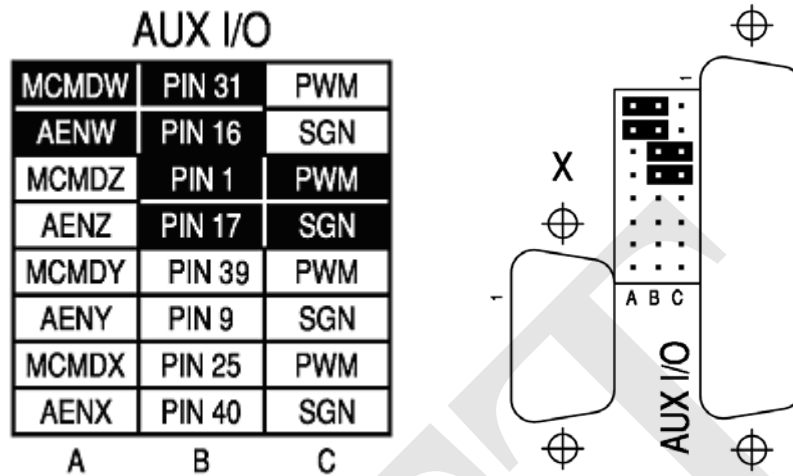 AUX I/O
MCMDW PIN 31 PWM
AENW PIN 16 SGN
MCMDZ PIN 1 PWM
AENZ PIN 17 SGN
MCMDY PIN 39 PWM
AENY PIN 9 SGN
MCMDX PIN 25 PWM
AENX PIN 40 SGN
A B C
1
X
1
A B C
AUX I/O